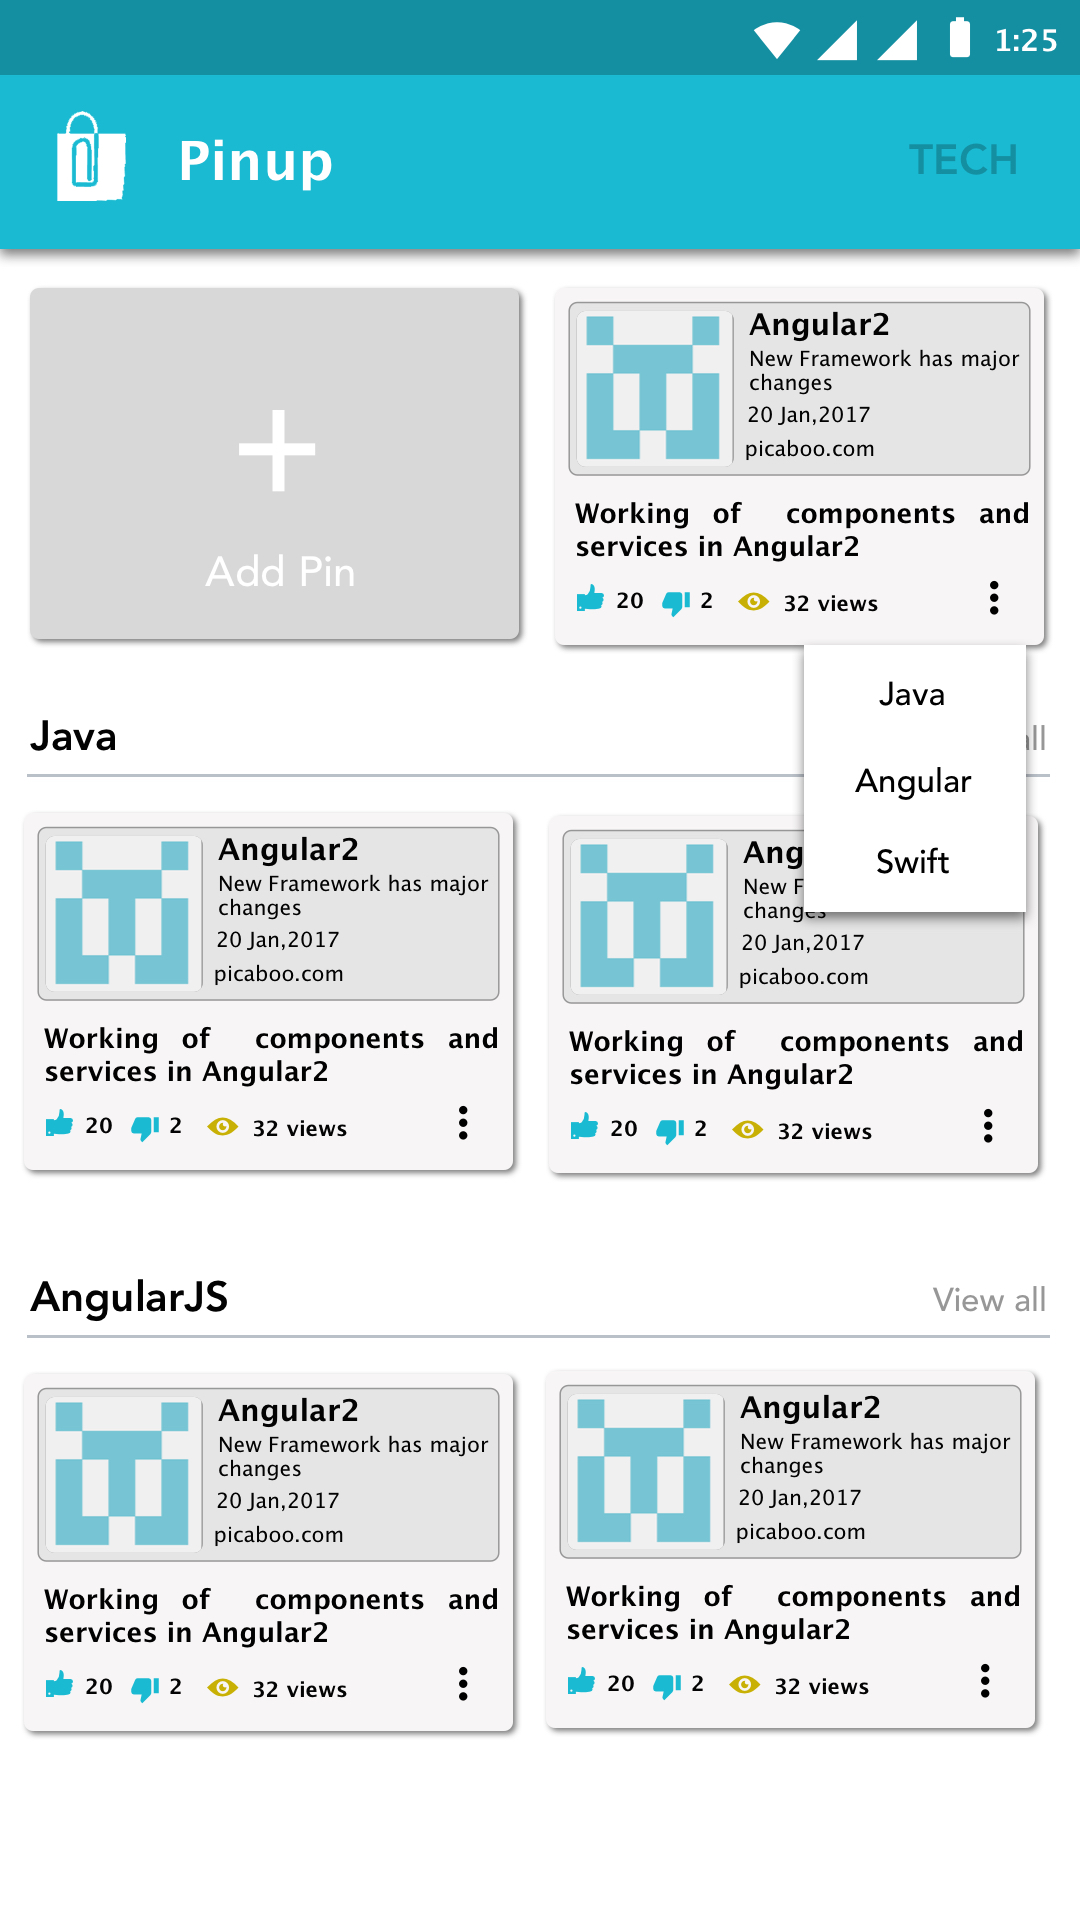 1:25
Pinup
TECH
Add Pin
Angular2
New Framework has major
changes
20 Jan,2017
picaboo.com
Working of components and
services in Angular2
20 2 32 views
Java
Angular
Swift
Java
all
Angular2
New Framework has major
changes
20 Jan,2017
picaboo.com
Working of components and
services in Angular2
20 2 32 views
Ang
New F
changes
20 Jan,2017
picaboo.com
Working of components and
services in Angular2
20 2 32 views
AngularJS
View all
Angular2
New Framework has major
changes
20 Jan,2017
picaboo.com
Working of components and
services in Angular2
20 2 32 views
Angular2
New Framework has major
changes
20 Jan,2017
picaboo.com
Working of components and
services in Angular2
20 2 32 views